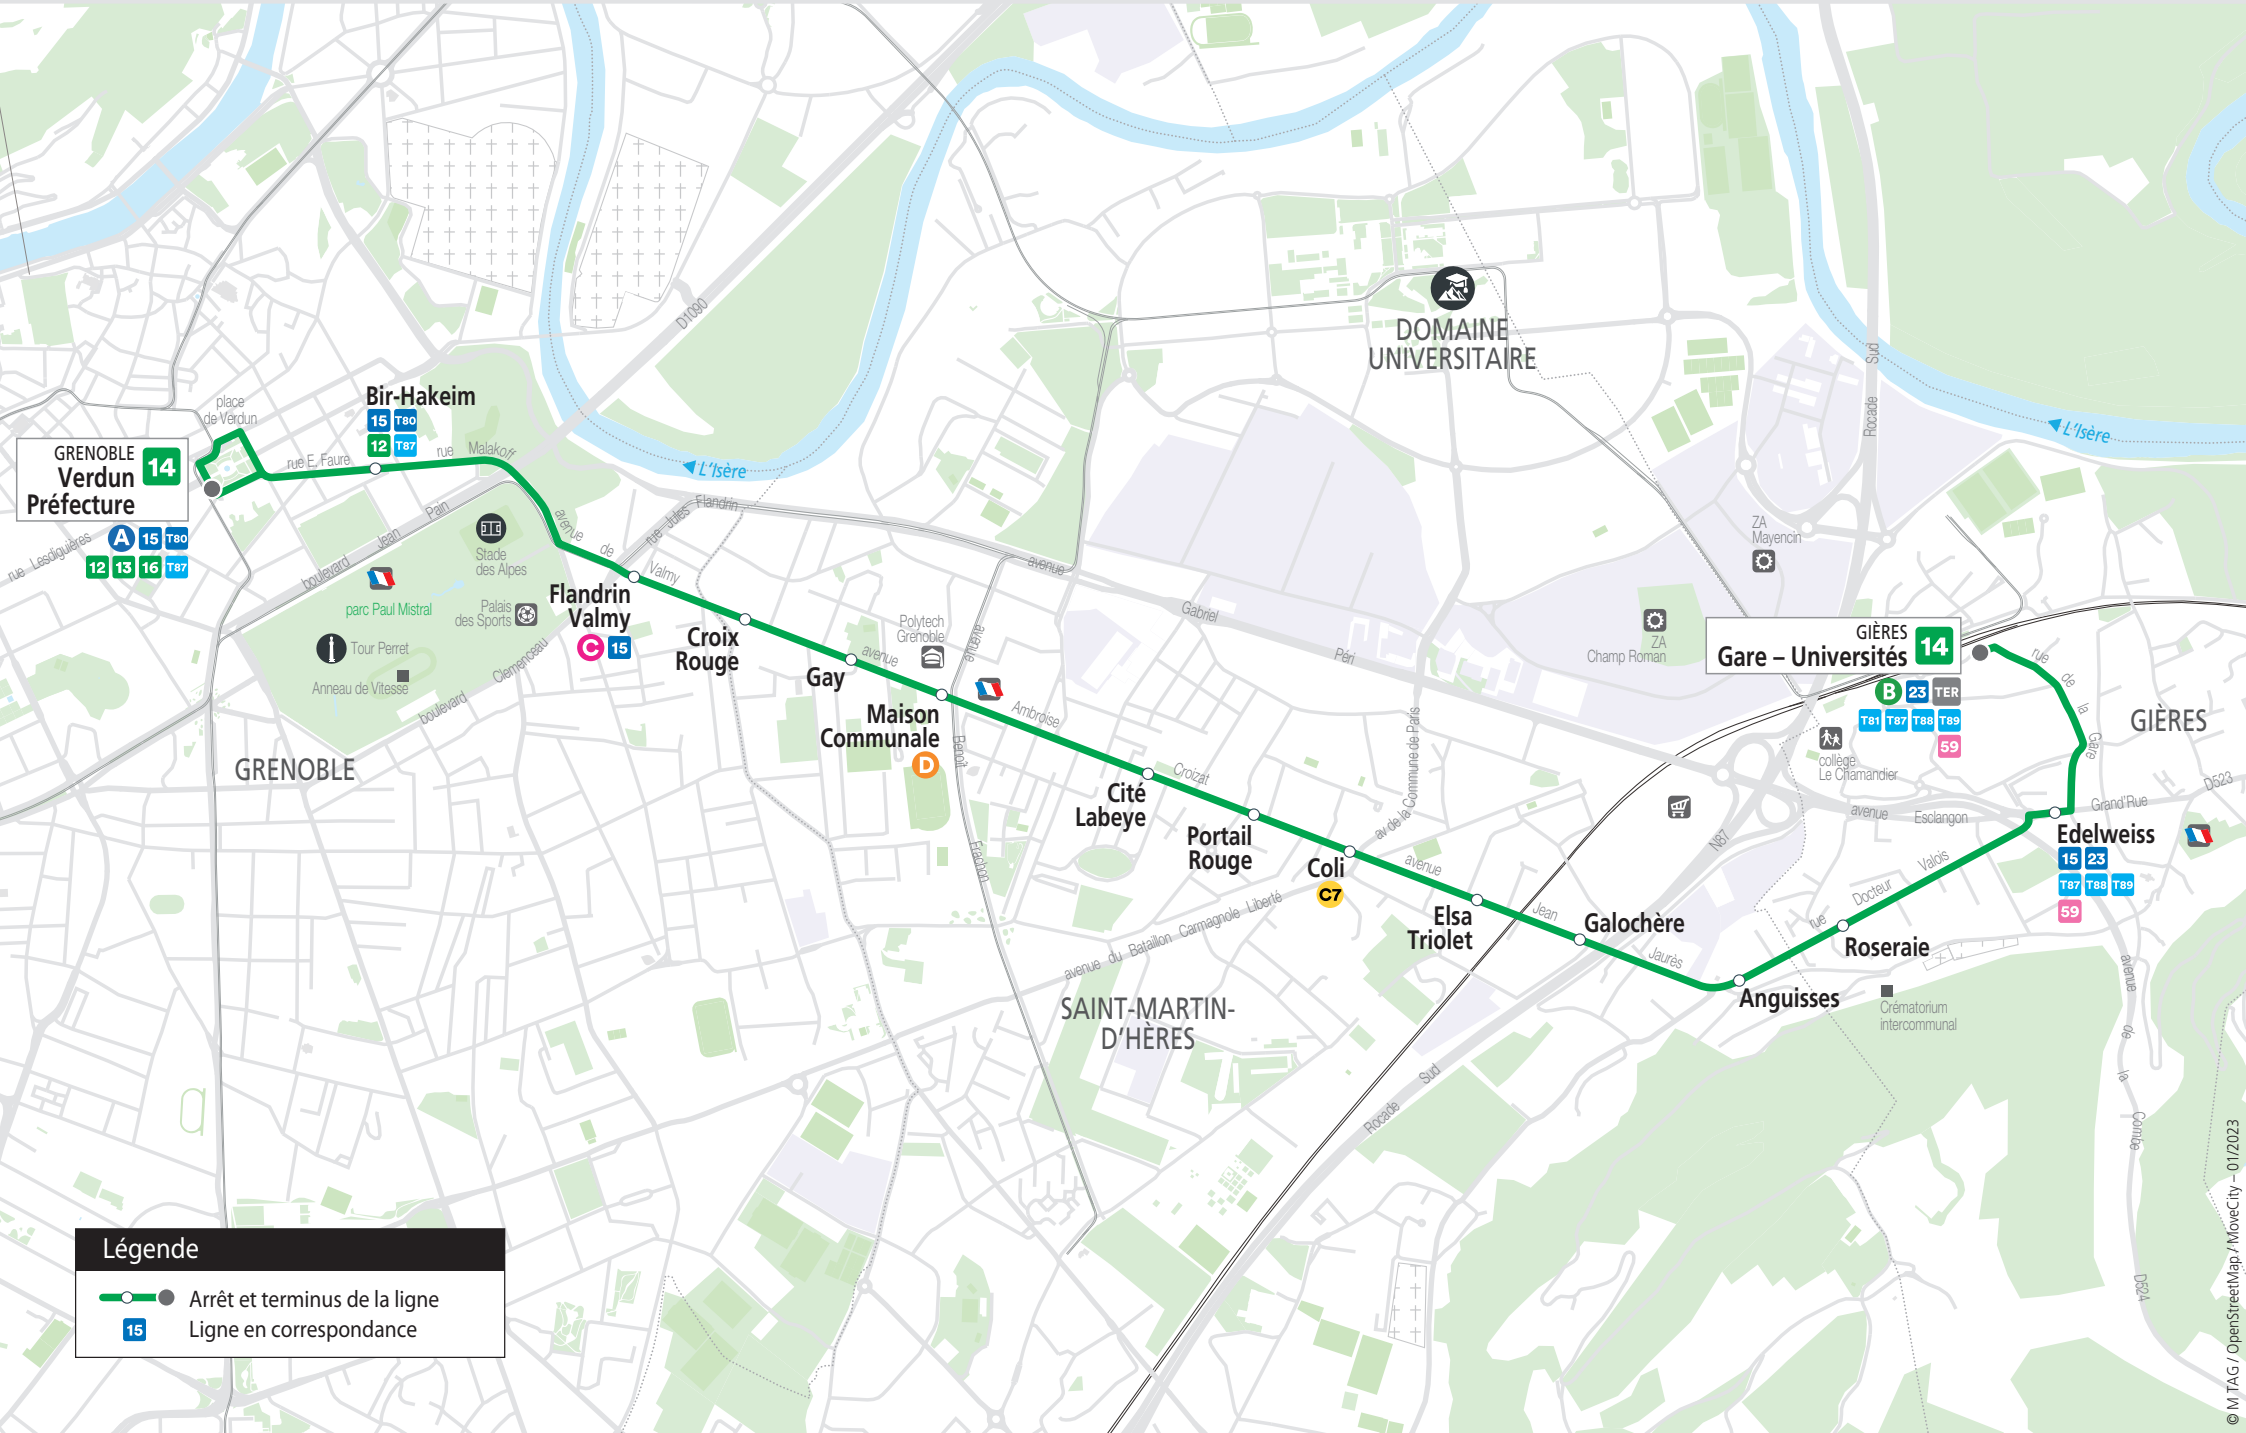 D1090
DOMAINE
UNIVERSITAIRE
Rocade
Sud
L'Isère
place
de Verdun
Bir-Hakeim
15 T80
12 T87
GRENOBLE
Verdun
Préfecture
14
A 15 T80
12 13 16 T87
rue Lesdiguières
rue E. Faure
rue Malakoff
L'Isère
boulevard Jean Pain
Stade
des Alpes
parc Paul Mistral
Palais
des Sports
Tour Perret
Anneau de Vitesse
boulevard Clemenceau
GRENOBLE
avenue de Valmy
rue Jules Flandrin
Flandrin
Valmy
C 15
Croix
Rouge
Gay
Polytech
Grenoble
avenue Ambroise Croizat
Maison
Communale
D
avenue Benoît Frachon
avenue Gabriel Péri
Cité
Labeye
Portail
Rouge
Coli
C7
av de la Commune de Paris
avenue du Bataillon Carmagnole Liberté
SAINT-MARTIN-
D'HÈRES
avenue Jean Jaurès
Elsa
Triolet
Galochère
Anguisses
Roseraie
rue Docteur Valois
Crématorium
intercommunal
Rocade Sud
N87
ZA
Mayencin
ZA
Champ Roman
GIÈRES
Gare – Universités
14
B 23 TER
T81 T87 T88 T89
59
collège
Le Chamandier
avenue Esclangon
rue de la Gare
GIÈRES
D523
Grand'Rue
Edelweiss
15 23
T87 T88 T89
59
avenue de la Combe
D524
Légende
Arrêt et terminus de la ligne
15 Ligne en correspondance
© M TAG / OpenStreetMap / MoveCity – 01/2023